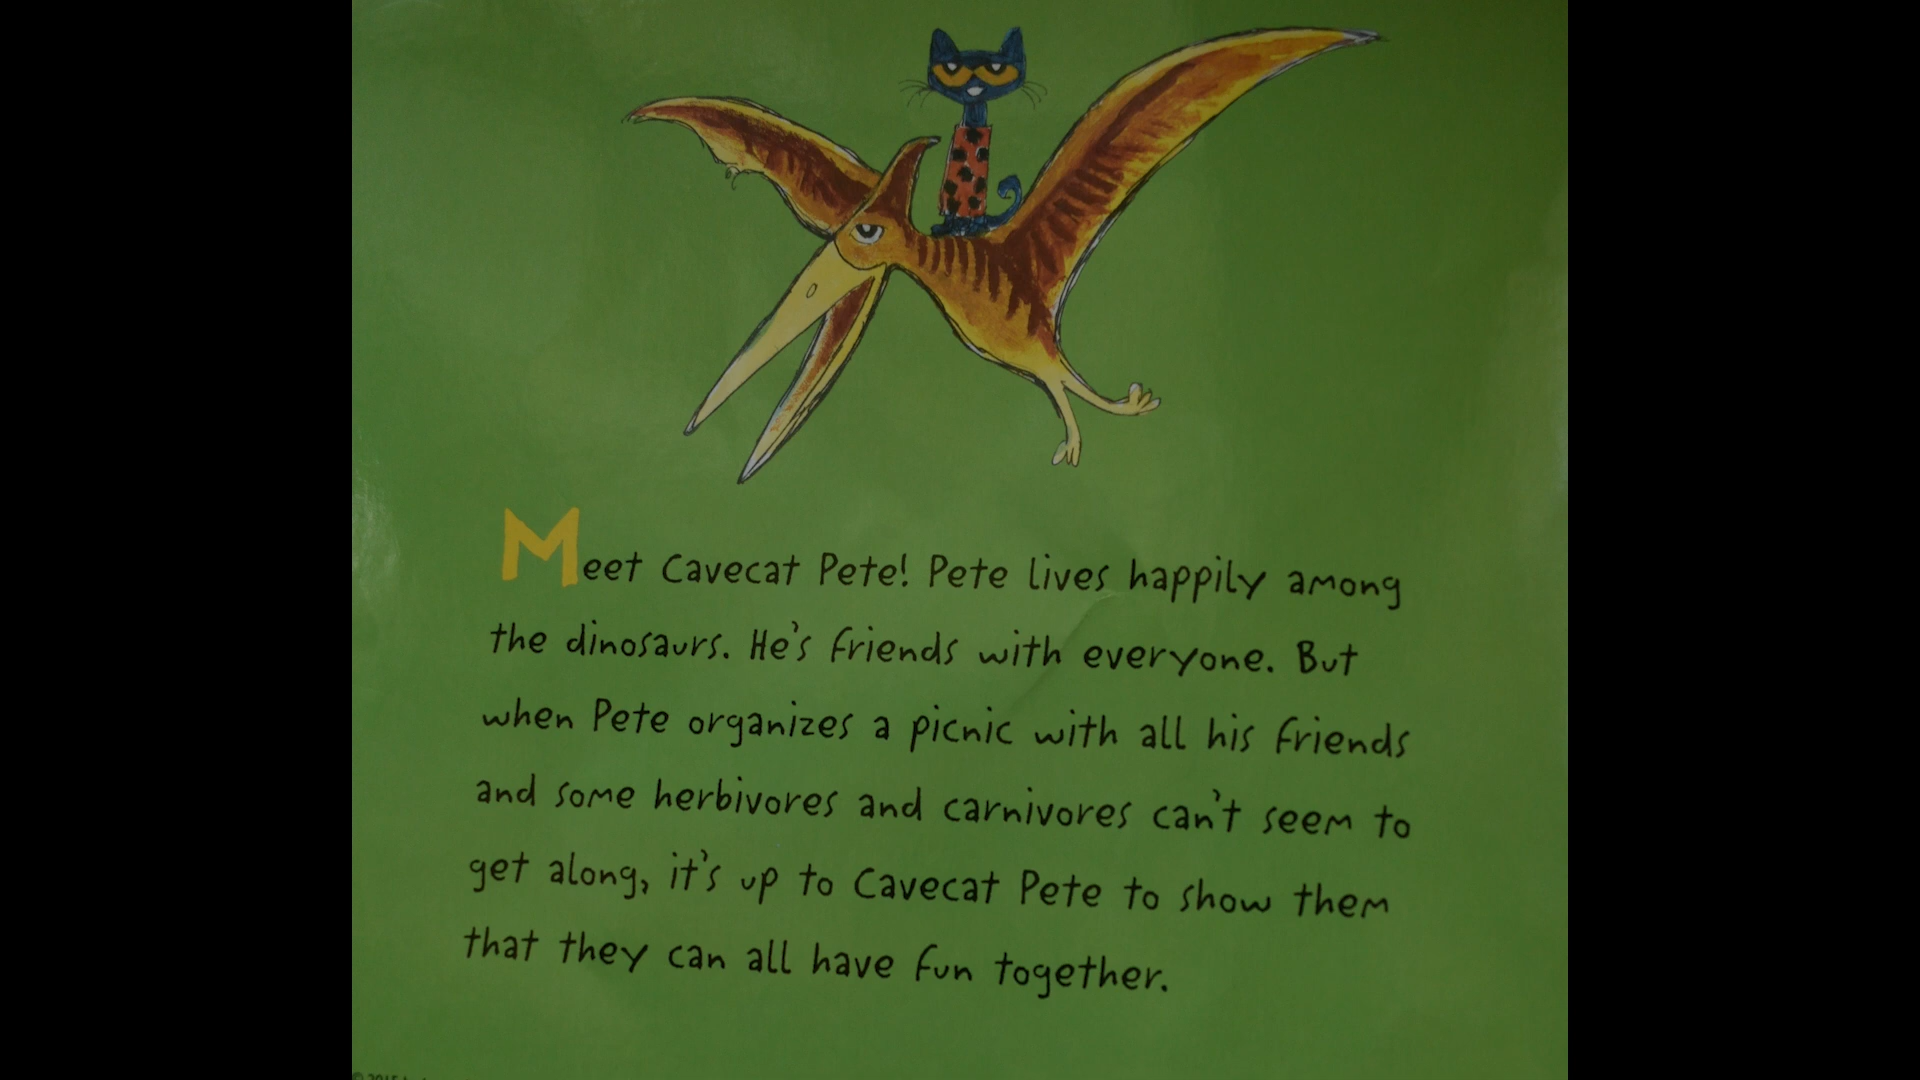 Meet Cavecat Pete! Pete lives happily among
the dinosaurs. He's friends with everyone. But
when Pete organizes a picnic with all his friends
and some herbivores and carnivores can't seem to
get along, it's up to Cavecat Pete to show them
that they can all have fun together.